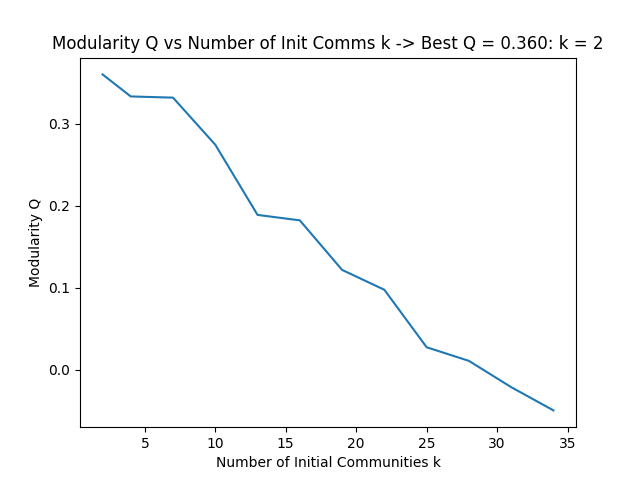 Modularity Q vs Number of Init Comms k -> Best Q = 0.360: k = 2
Modularity Q
0.3
0.2
0.1
0.0
5 10 15 20 25 30 35
Number of Initial Communities k